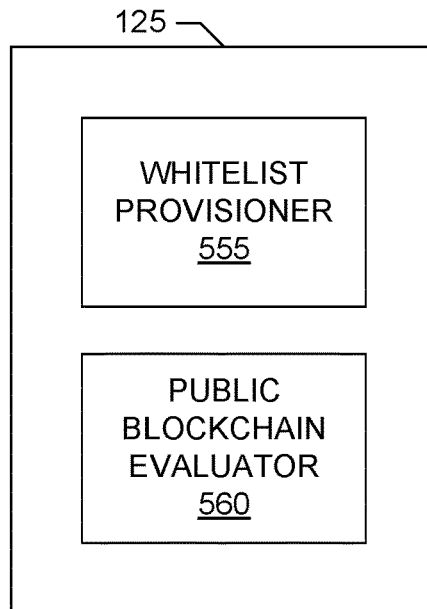 125
WHITELIST
PROVISIONER
555
PUBLIC
BLOCKCHAIN
EVALUATOR
560